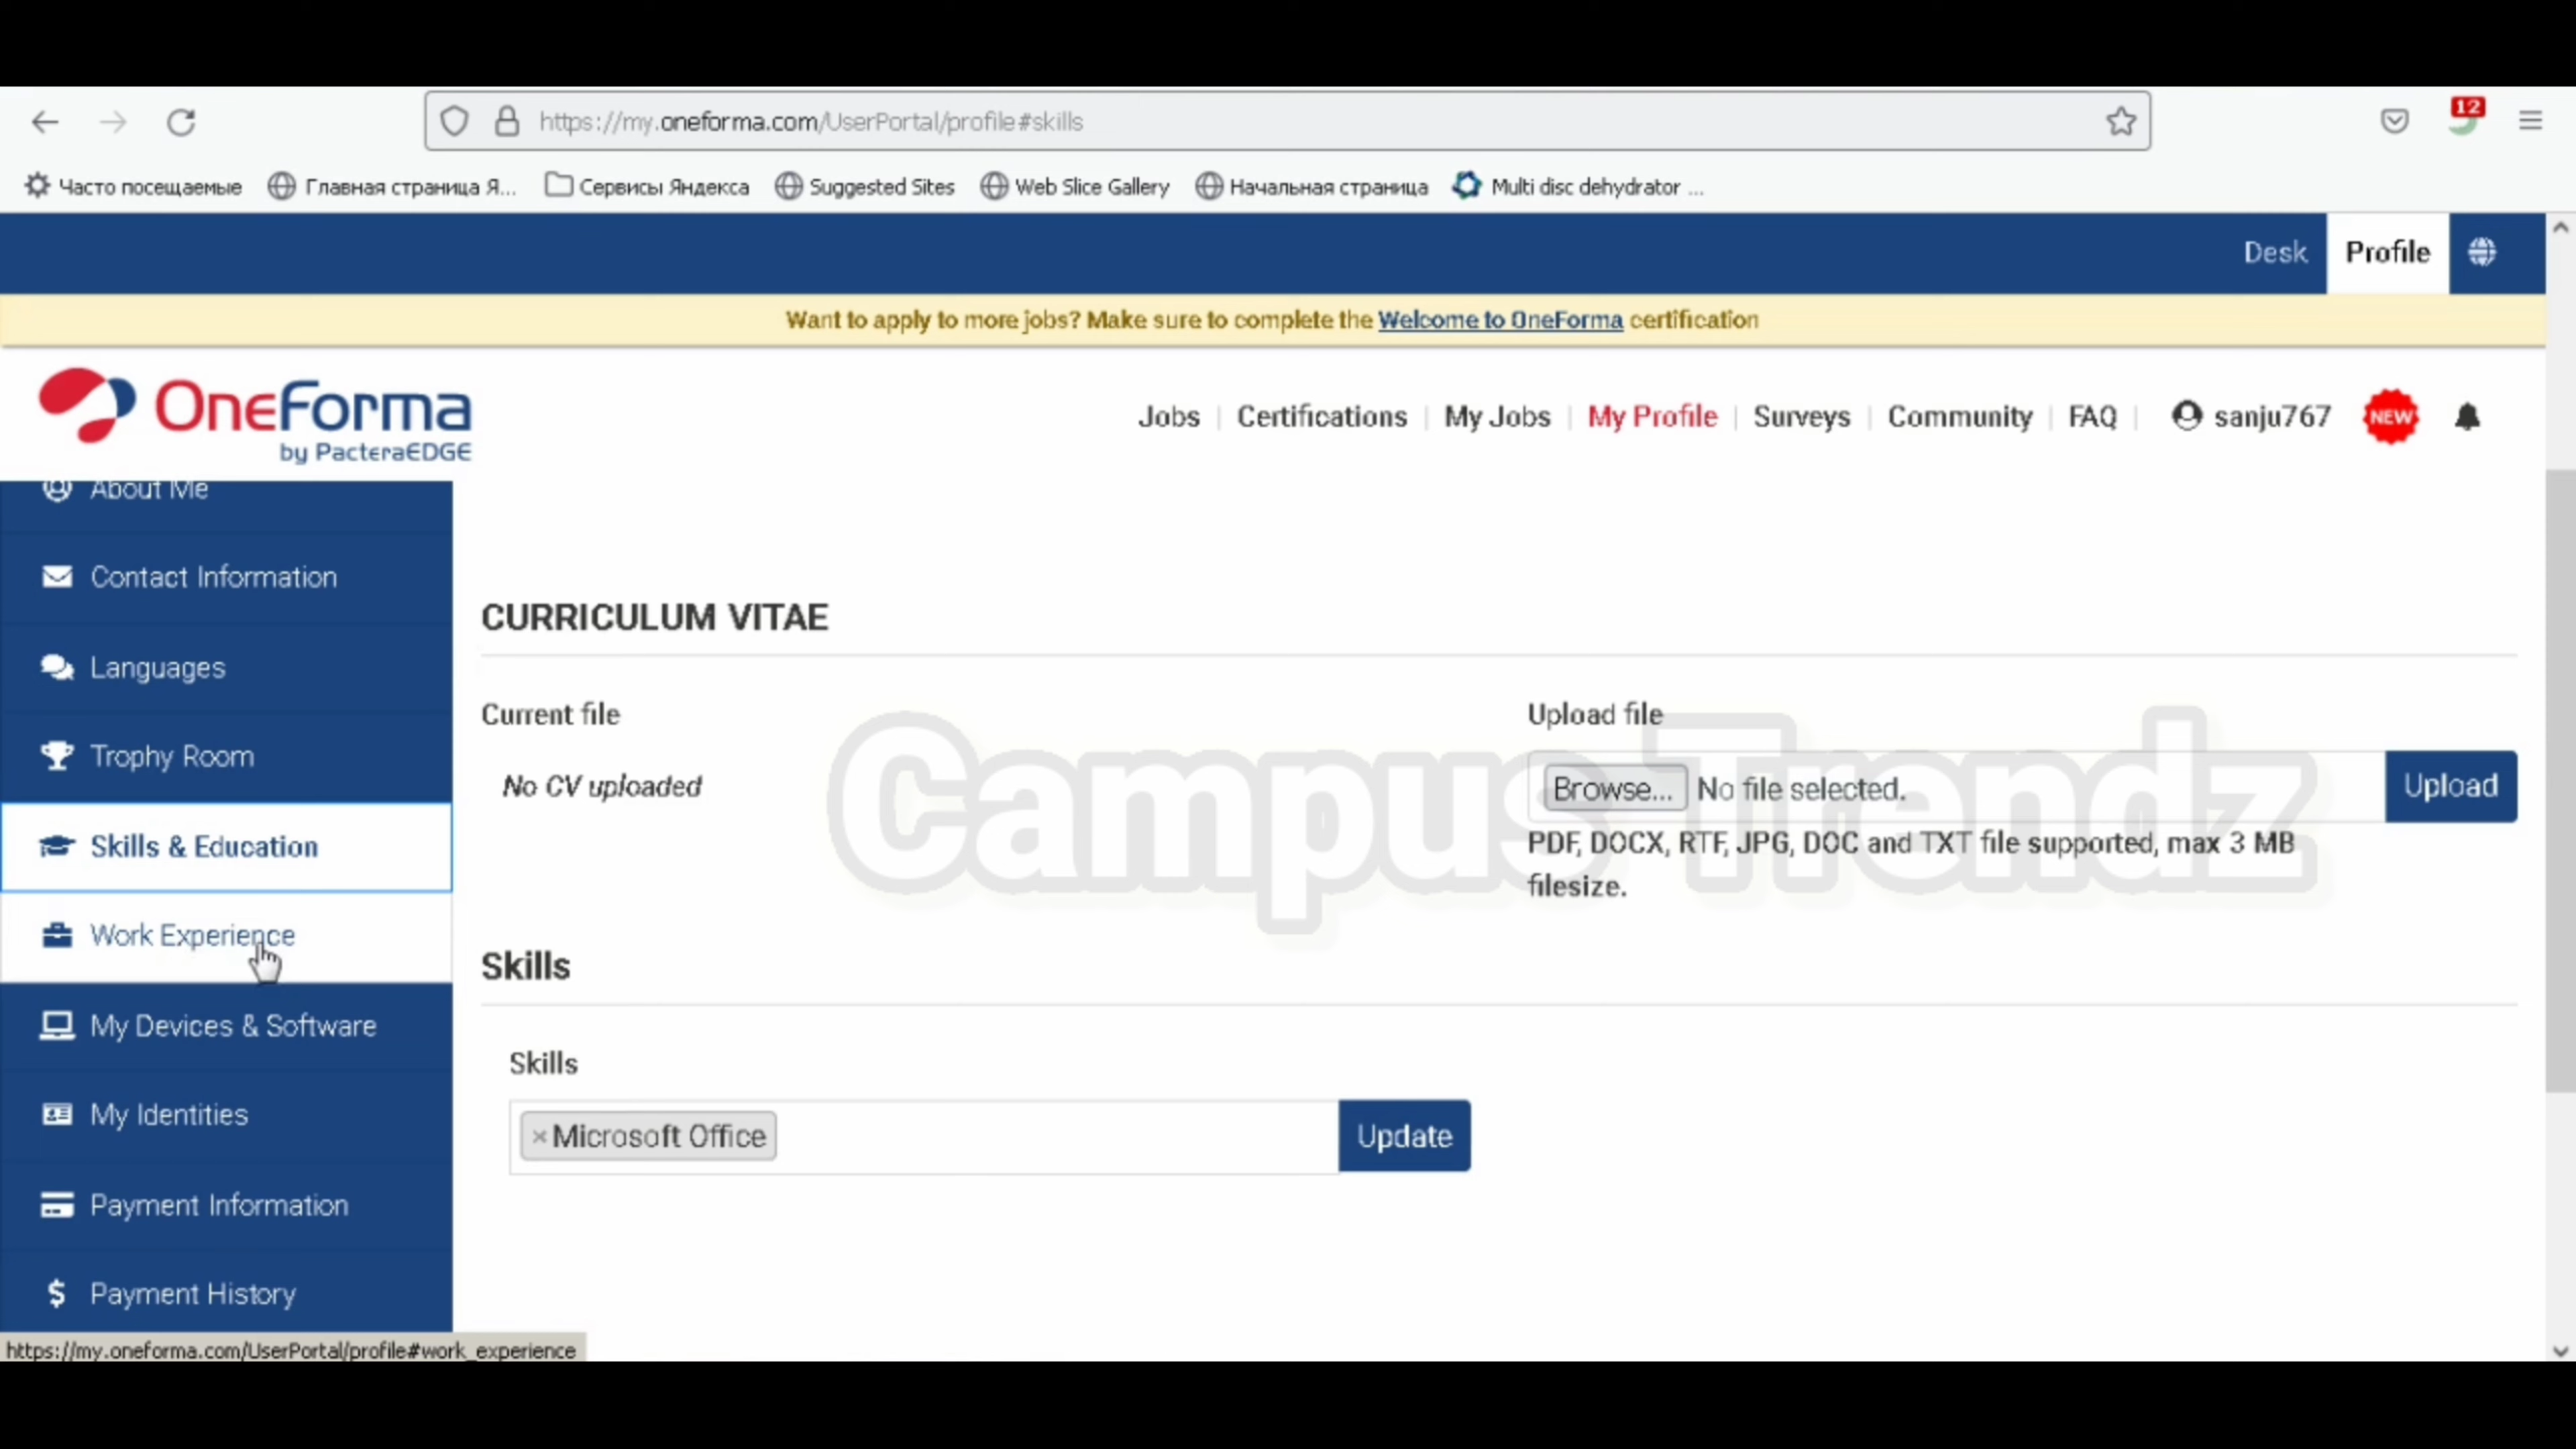 https://my.oneforma.com/UserPortal/profile#skills
12
Часто посещаемые
Главная страница Я...
Сервисы Яндекса
Suggested Sites
Web Slice Gallery
Начальная страница
Multi disc dehydrator ...
Desk
Profile
Want to apply to more jobs? Make sure to complete the Welcome to OneForma certification
OneForma
by PacteraEDGE
Jobs | Certifications | My Jobs | My Profile | Surveys | Community | FAQ |
sanju767
NEW
About Me
Contact Information
Languages
Trophy Room
Skills & Education
Work Experience
My Devices & Software
My Identities
Payment Information
Payment History
CURRICULUM VITAE
Current file
No CV uploaded
Upload file
Browse... No file selected.
Upload
PDF, DOCX, RTF, JPG, DOC and TXT file supported, max 3 MB
filesize.
Campus Trendz
Skills
Skills
×Microsoft Office
Update
https://my.oneforma.com/UserPortal/profile#work_experience